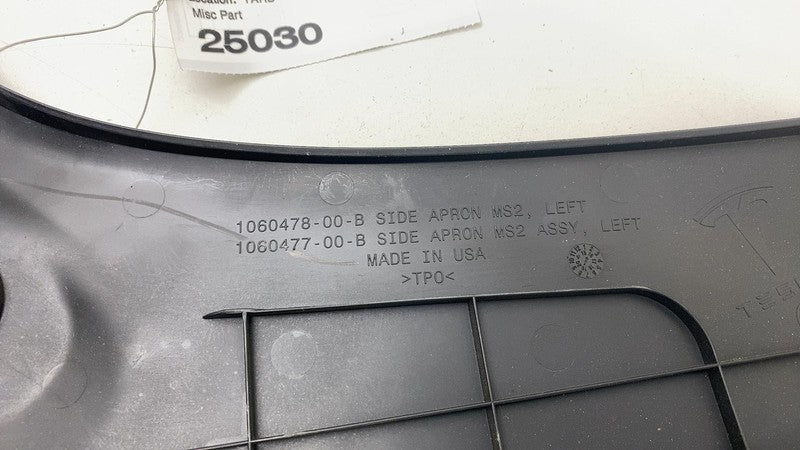 Misc Part
25030
1060478-00-B SIDE APRON MS2, LEFT
1060477-00-B SIDE APRON MS2 ASSY, LEFT
MADE IN USA
>TPO<